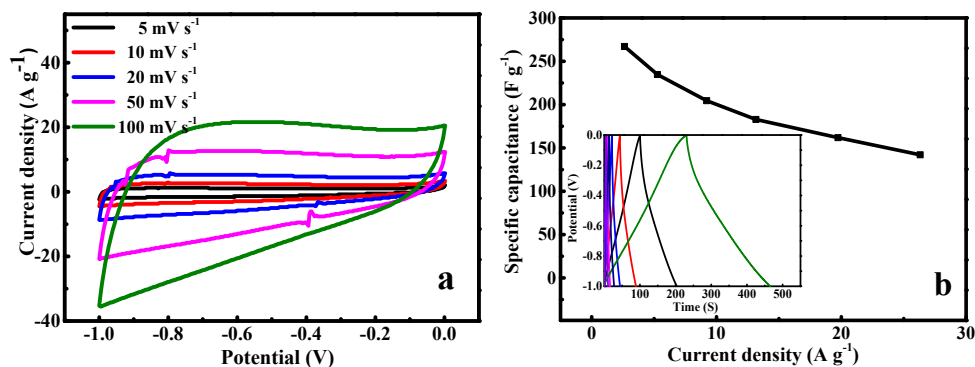 5 mV s⁻¹
10 mV s⁻¹
20 mV s⁻¹
50 mV s⁻¹
100 mV s⁻¹
60
40
20
0
-20
-40
Current density (A g⁻¹)
-1.0 -0.8 -0.6 -0.4 -0.2 0.0
Potential (V)
a
300
250
200
150
100
50
0
Specific capacitance (F g⁻¹)
0.0
-0.2
-0.4
-0.6
-0.8
-1.0
Potential (V)
100 200 300 400 500
Time (S)
b
0 10 20 30
Current density (A g⁻¹)